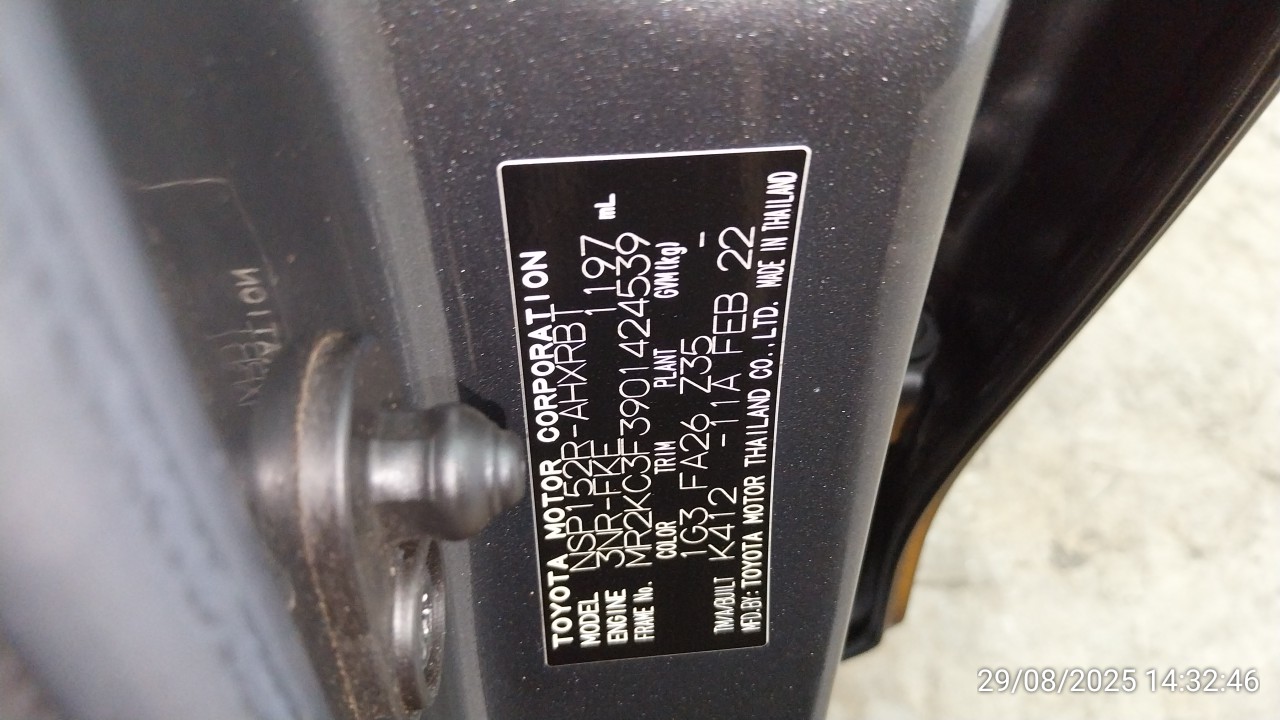 TOYOTA MOTOR CORPORATION
MODEL NSP152R-AHXRBT
ENGINE 3NR-FKE 1197 mL
FRAME No. MR2KC3F3901424539
COLOR TRIM PLANT GVM(kg)
1G3 FA26 Z35 -
TM/A/BUILT K412 -11A FEB 22
MFD.BY: TOYOTA MOTOR THAILAND CO.,LTD. MADE IN THAILAND
29/08/2025 14:32:46